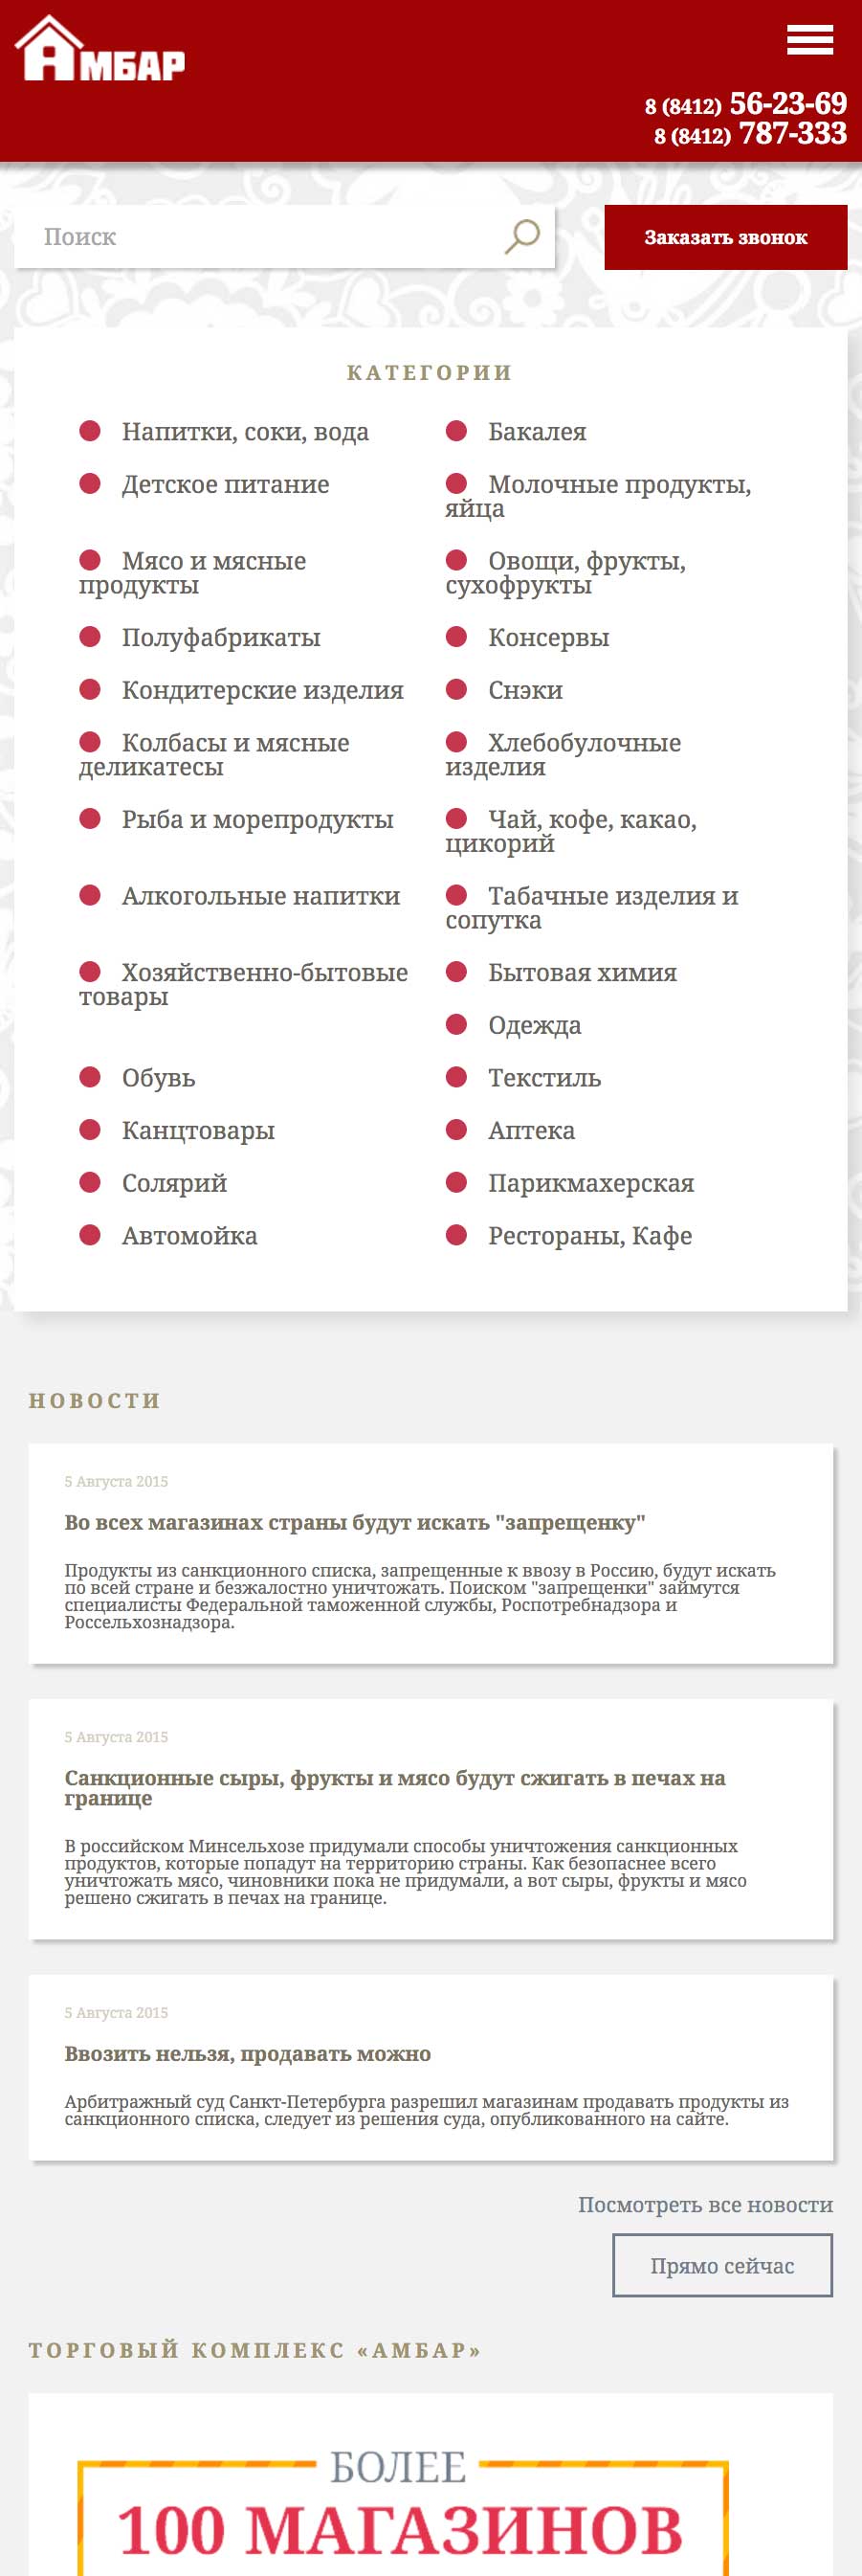 АМБАР
8 (8412) 56-23-69
8 (8412) 787-333
Поиск
Заказать звонок
КАТЕГОРИИ
Напитки, соки, вода
Бакалея
Детское питание
Молочные продукты,
яйца
Мясо и мясные
продукты
Овощи, фрукты,
сухофрукты
Полуфабрикаты
Консервы
Кондитерские изделия
Снэки
Колбасы и мясные
деликатесы
Хлебобулочные
изделия
Рыба и морепродукты
Чай, кофе, какао,
цикорий
Алкогольные напитки
Табачные изделия и
сопутка
Хозяйственно-бытовые
товары
Бытовая химия
Одежда
Обувь
Текстиль
Канцтовары
Аптека
Солярий
Парикмахерская
Автомойка
Рестораны, Кафе
НОВОСТИ
5 Августа 2015
Во всех магазинах страны будут искать "запрещенку"
Продукты из санкционного списка, запрещенные к ввозу в Россию, будут искать
по всей стране и безжалостно уничтожать. Поиском "запрещенки" займутся
специалисты Федеральной таможенной службы, Роспотребнадзора и
Россельхознадзора.
5 Августа 2015
Санкционные сыры, фрукты и мясо будут сжигать в печах на
границе
В российском Минсельхозе придумали способы уничтожения санкционных
продуктов, которые попадут на территорию страны. Как безопаснее всего
уничтожать мясо, чиновники пока не придумали, а вот сыры, фрукты и мясо
решено сжигать в печах на границе.
5 Августа 2015
Ввозить нельзя, продавать можно
Арбитражный суд Санкт-Петербурга разрешил магазинам продавать продукты из
санкционного списка, следует из решения суда, опубликованного на сайте.
Посмотреть все новости
Прямо сейчас
ТОРГОВЫЙ КОМПЛЕКС «АМБАР»
БОЛЕЕ
100 МАГАЗИНОВ